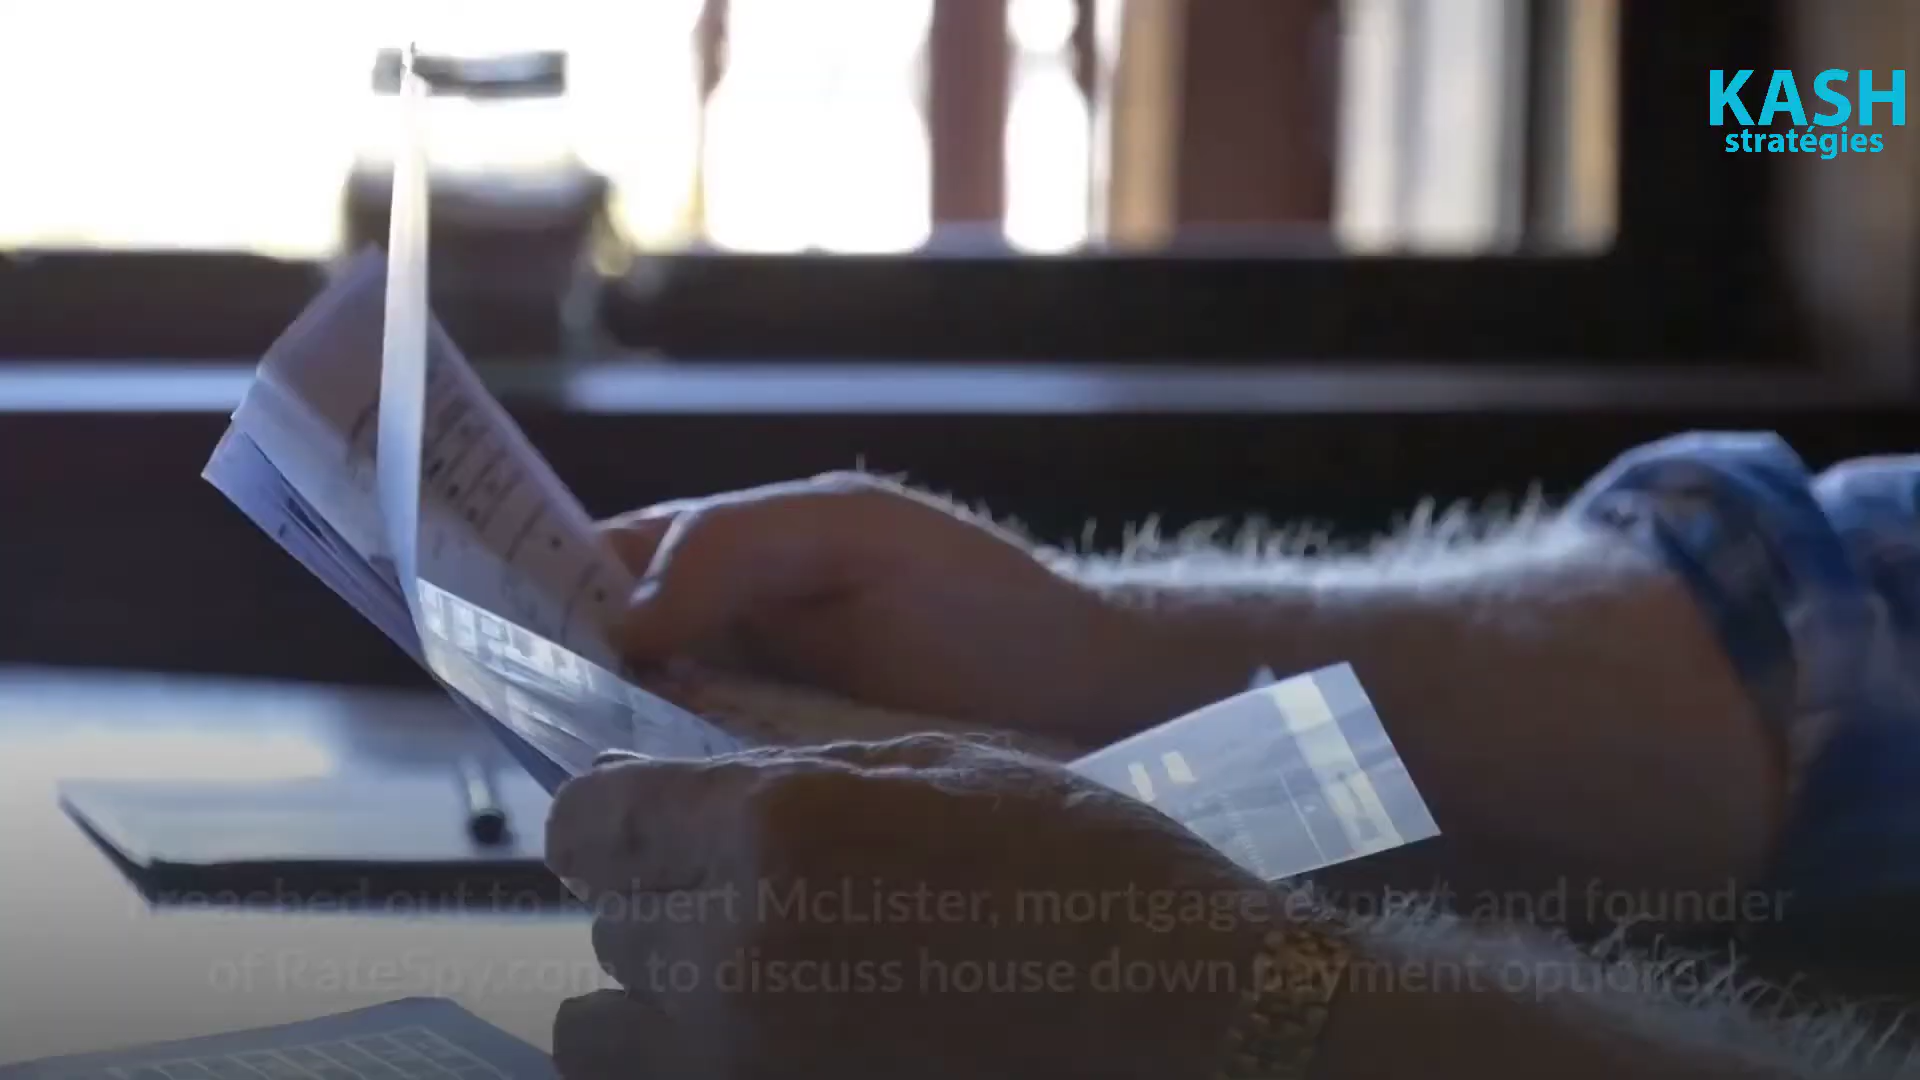 KASH
stratégies
I reached out to Robert McLister, mortgage expert and founder
of RateSpy.com, to discuss house down payment options.